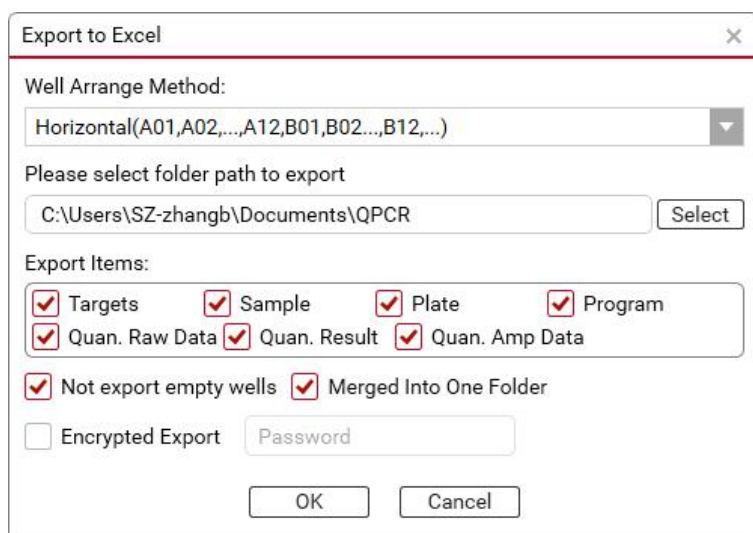 Export to Excel
Well Arrange Method:
Horizontal(A01,A02,...,A12,B01,B02...,B12,...)
Please select folder path to export
C:\Users\SZ-zhangb\Documents\QPCR Select
Export Items:
Targets Sample Plate Program
Quan. Raw Data Quan. Result Quan. Amp Data
Not export empty wells Merged Into One Folder
Encrypted Export Password
OK Cancel